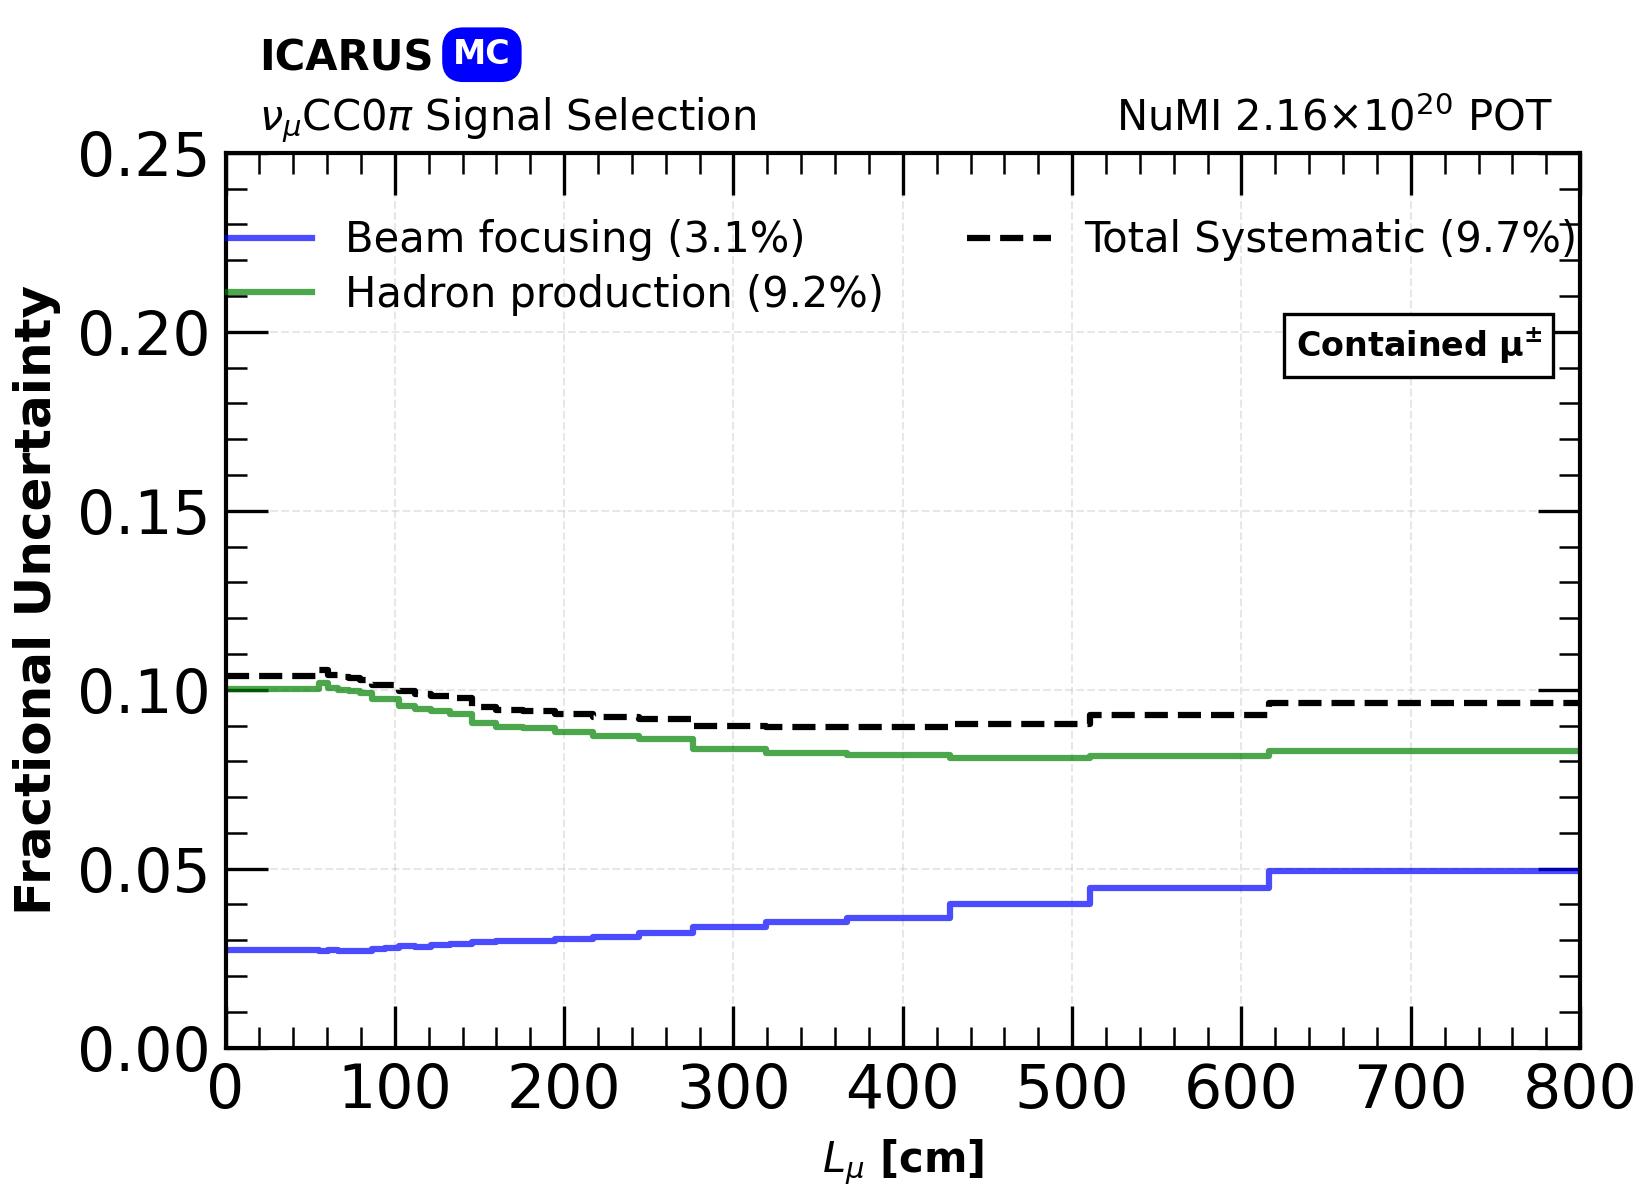 ICARUS MC
νμCC0π Signal Selection NuMI 2.16×10²⁰ POT
Beam focusing (3.1%)
Hadron production (9.2%)
Total Systematic (9.7%)
Contained μ±
Fractional Uncertainty
0.25
0.20
0.15
0.10
0.05
0.00
0 100 200 300 400 500 600 700 800
Lμ [cm]